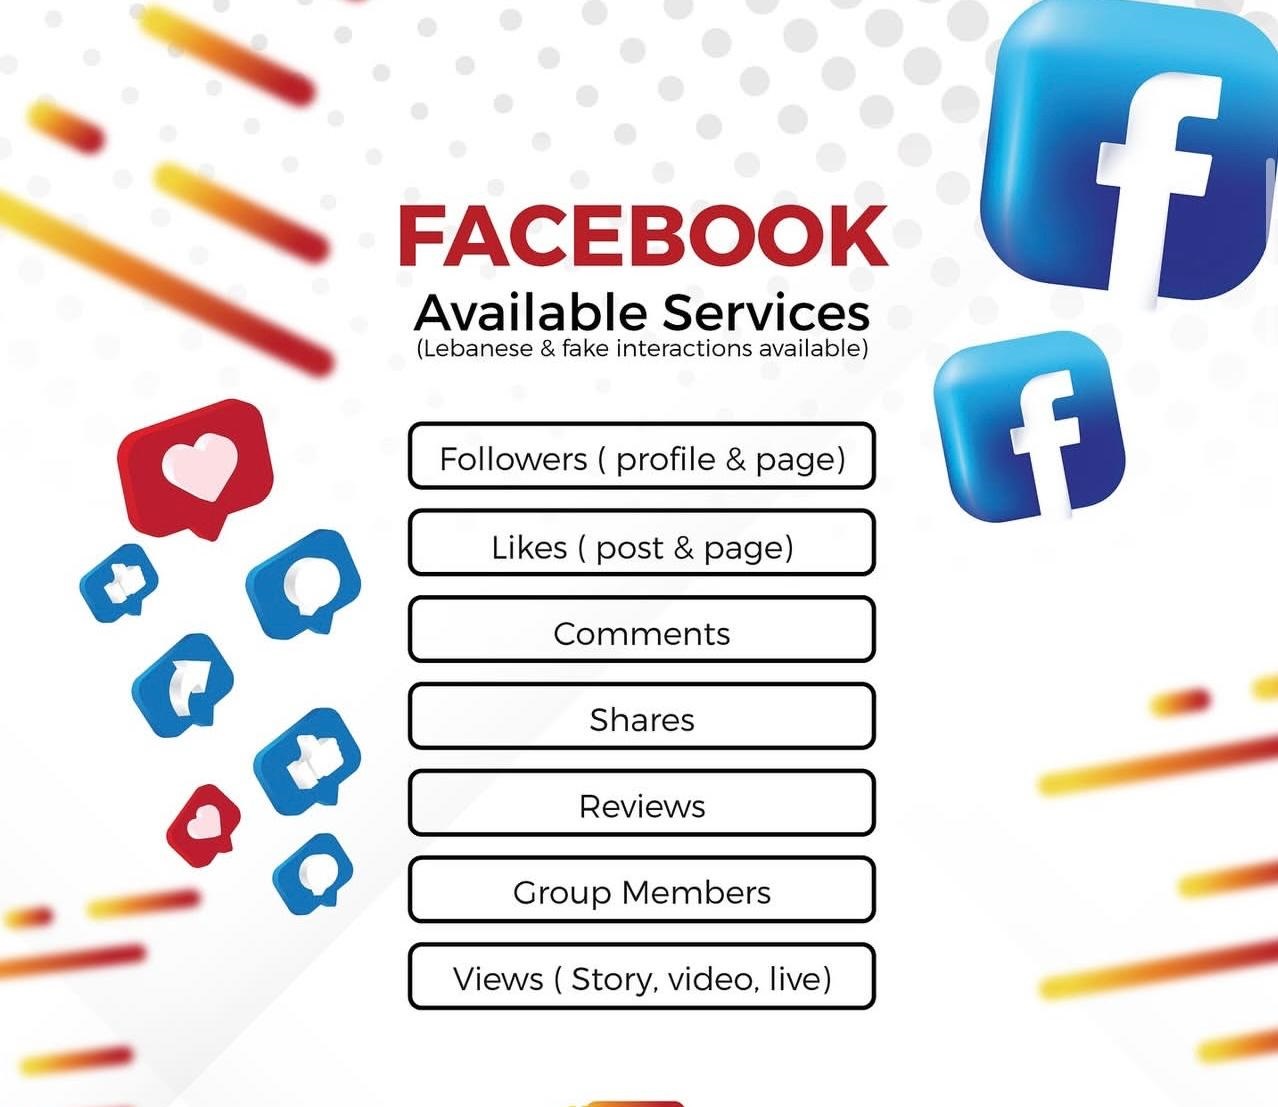 FACEBOOK
Available Services
(Lebanese & fake interactions available)
Followers ( profile & page)
Likes ( post & page)
Comments
Shares
Reviews
Group Members
Views ( Story, video, live)